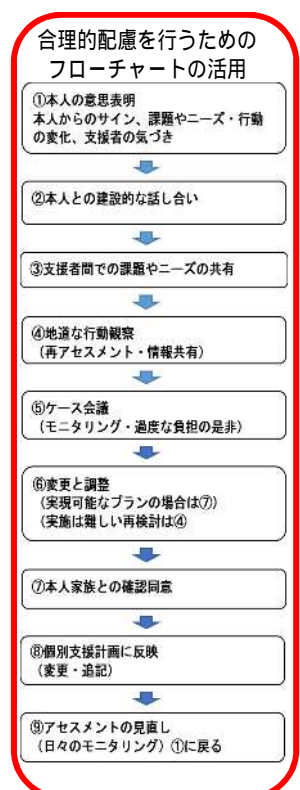 合理的配慮を行うための
フローチャートの活用
①本人の意思表明
本人からのサイン、課題やニーズ・行動
の変化、支援者の気づき
②本人との建設的な話し合い
③支援者間での課題やニーズの共有
④地道な行動観察
(再アセスメント・情報共有)
⑤ケース会議
(モニタリング・過度な負担の是非)
⑥変更と調整
(実現可能なプランの場合は⑦)
(実施は難しい再検討は④
⑦本人家族との確認同意
⑧個別支援計画に反映
(変更・追記)
⑨アセスメントの見直し
(日々のモニタリング)①に戻る